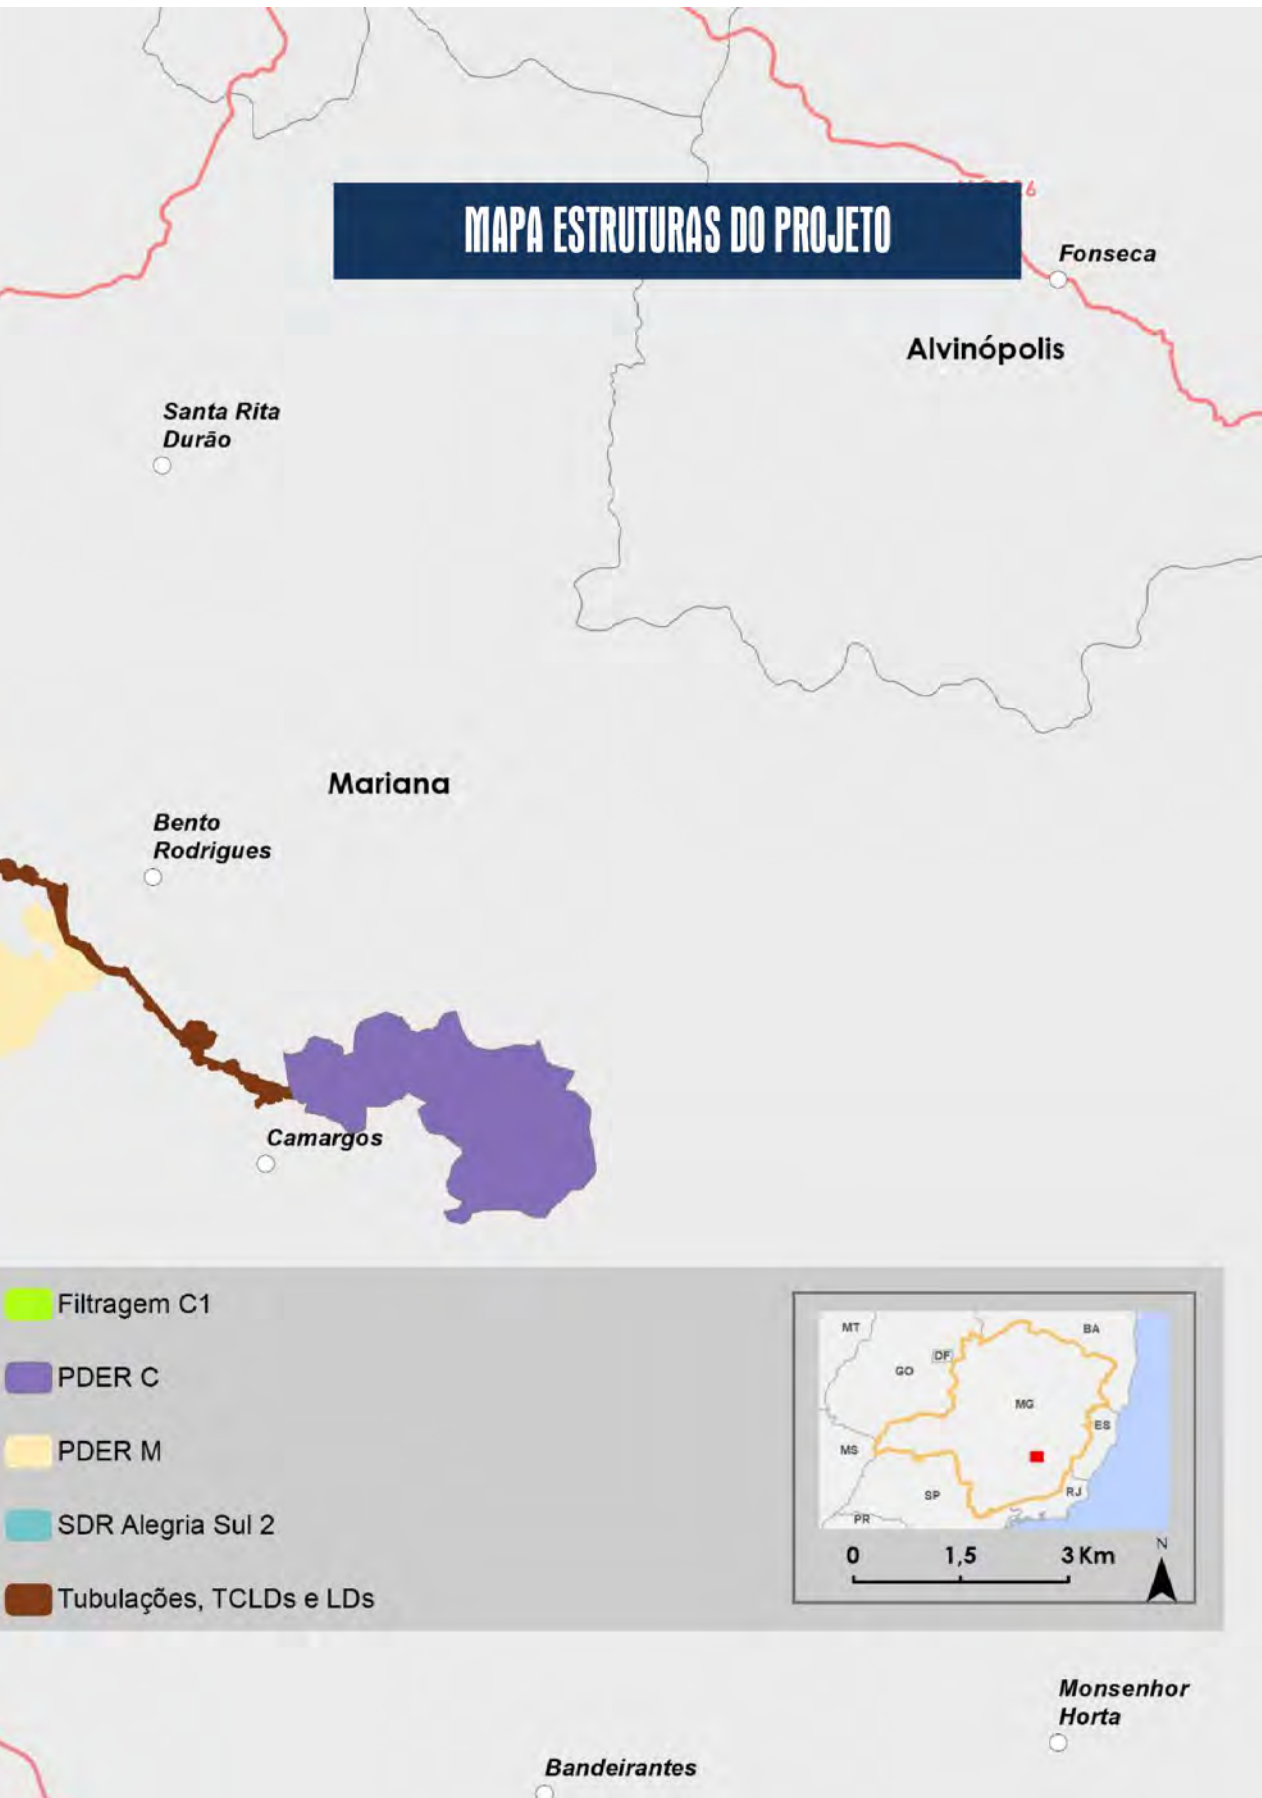 MAPA ESTRUTURAS DO PROJETO
6
Fonseca
Alvinópolis
Santa Rita
Durão
Mariana
Bento
Rodrigues
Camargos
Filtragem C1
PDER C
PDER M
SDR Alegria Sul 2
Tubulações, TCLDs e LDs
MT
BA
DF
GO
MG
ES
MS
SP
RJ
PR
N
0 1,5 3 Km
Monsenhor
Horta
Bandeirantes